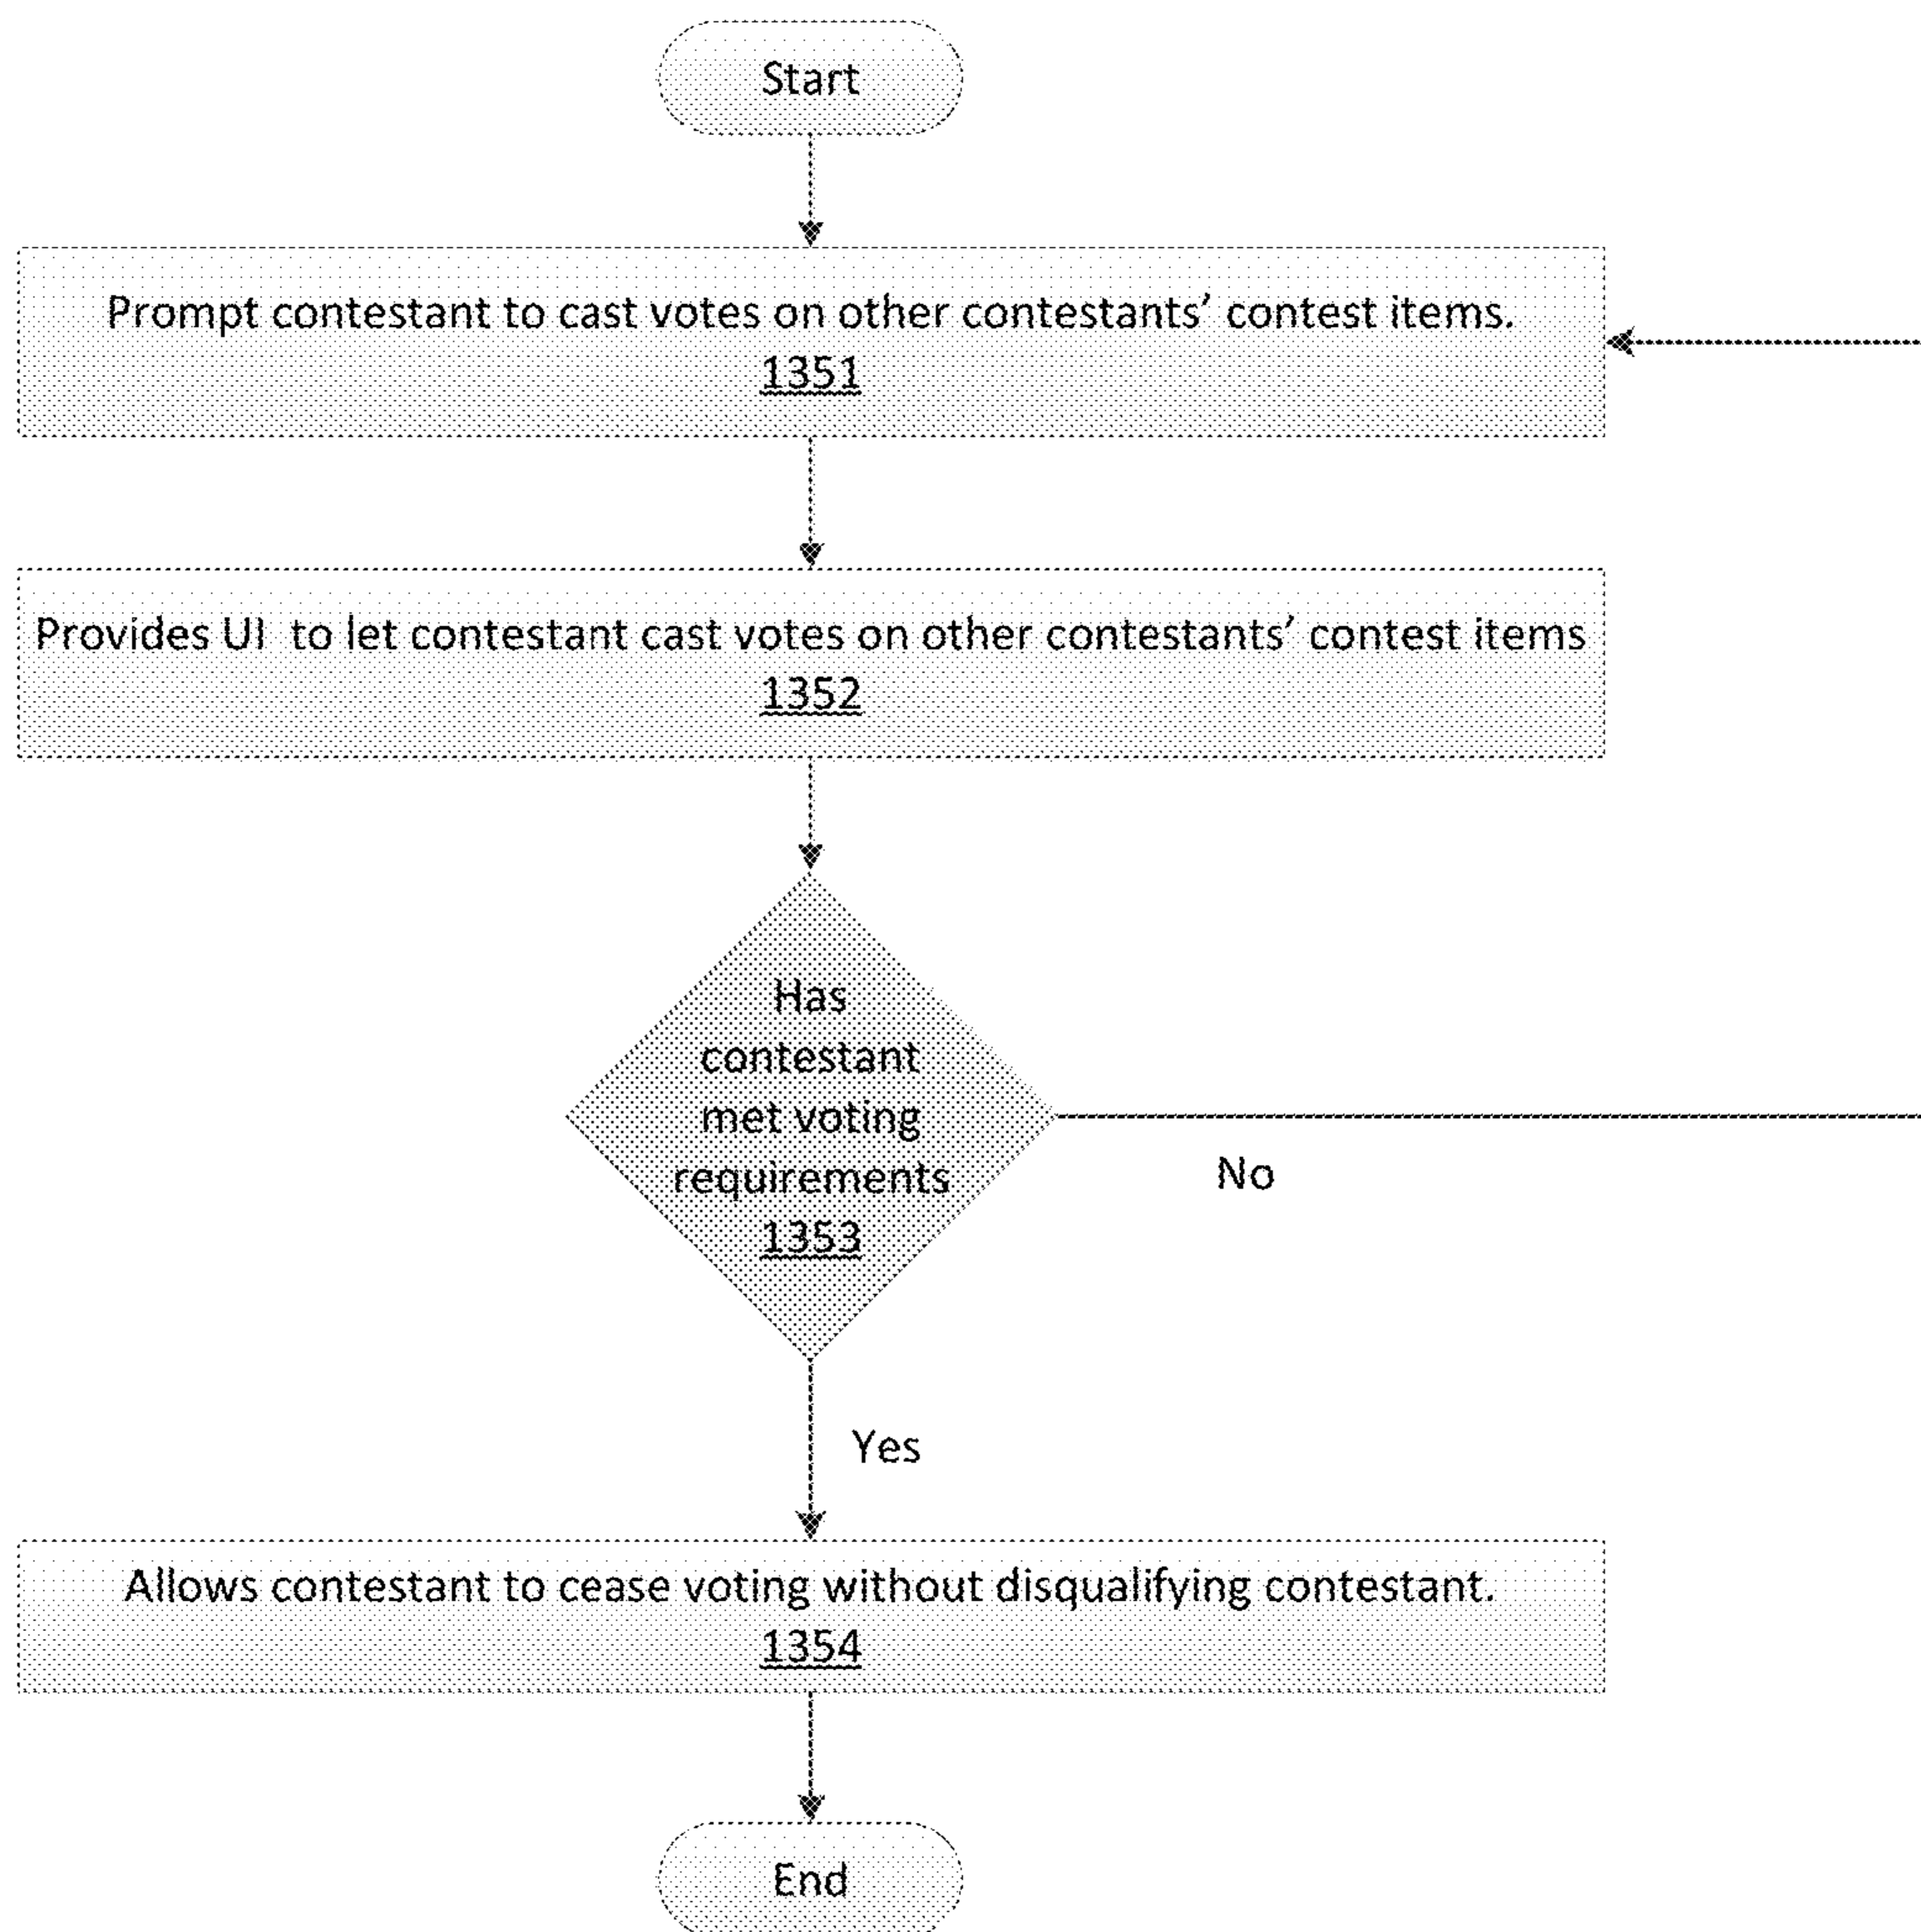 Start
Prompt contestant to cast votes on other contestants’ contest items.
1351
Provides UI  to let contestant cast votes on other contestants’ contest items
1352
Has
contestant
met voting
requirements
1353
No
Yes
Allows contestant to cease voting without disqualifying contestant.
1354
End